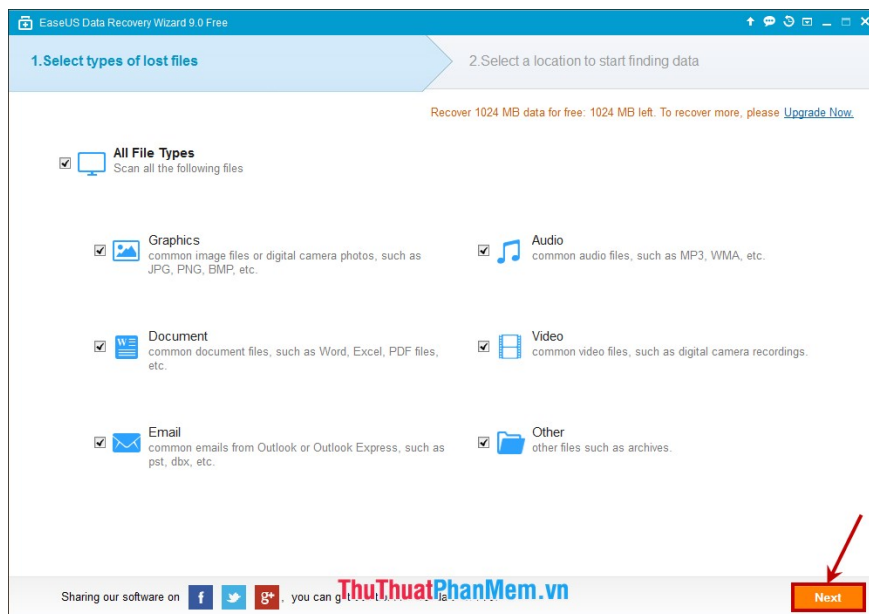 EaseUS Data Recovery Wizard 9.0 Free
1.Select types of lost files
2.Select a location to start finding data
Recover 1024 MB data for free: 1024 MB left. To recover more, please Upgrade Now.
All File Types
Scan all the following files
Graphics
common image files or digital camera photos, such as
JPG, PNG, BMP, etc.
Audio
common audio files, such as MP3, WMA, etc.
Document
common document files, such as Word, Excel, PDF files,
etc.
Video
common video files, such as digital camera recordings.
Email
common emails from Outlook or Outlook Express, such as
pst, dbx, etc.
Other
other files such as archives.
Sharing our software on f g+ , you can
ThuThuatPhanMem.vn
Next